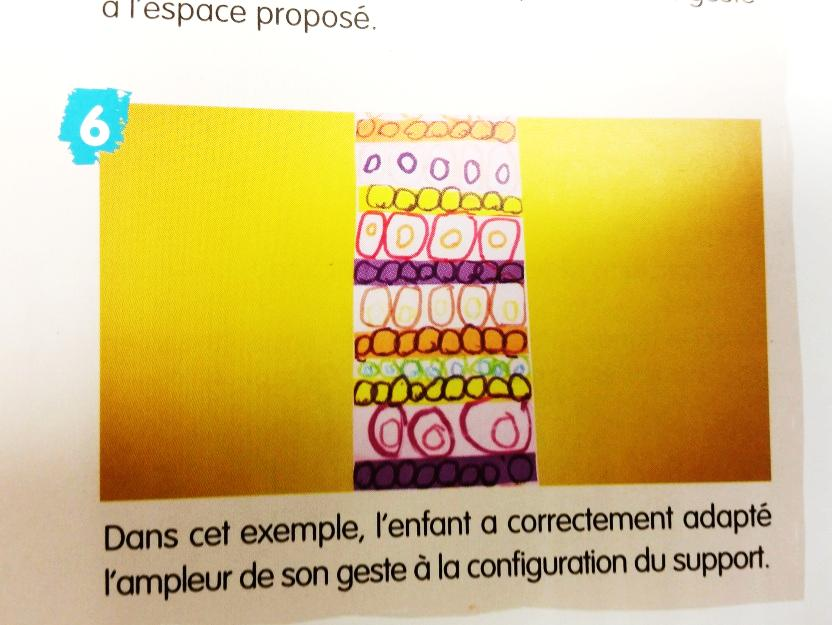 à l'espace proposé.
6
Dans cet exemple, l'enfant a correctement adapté
l'ampleur de son geste à la configuration du support.